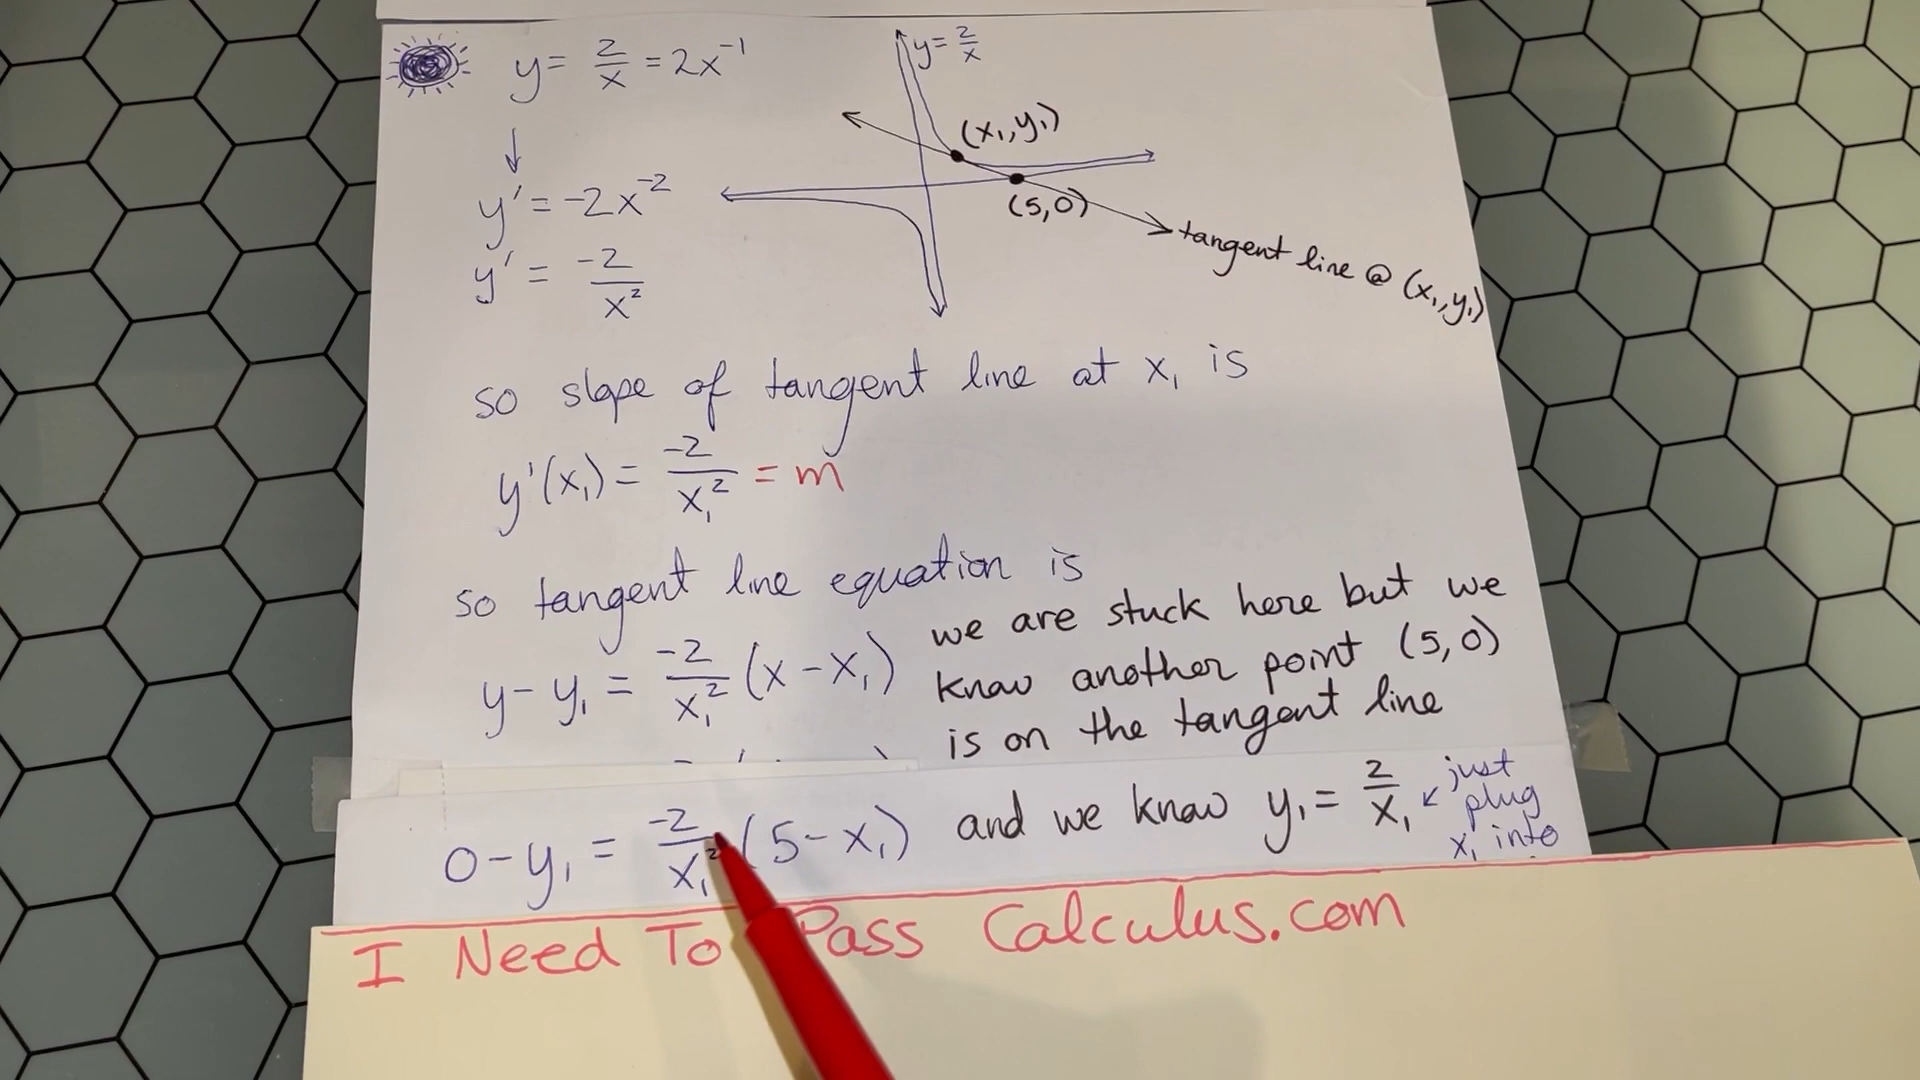 y = 2/x = 2x⁻¹
y = 2/x
(x₁, y₁)
(5, 0)
tangent line @ (x₁, y₁)
y' = -2x⁻²
y' = -2/x²
so slope of tangent line at x₁ is
y'(x₁) = -2/x₁² = m
so tangent line equation is
y - y₁ = -2/x₁² (x - x₁)
we are stuck here but we
know another point (5, 0)
is on the tangent line
0 - y₁ = -2/x₁² (5 - x₁) and we know y₁ = 2/x₁ ↙ just
plug
x₁ into
I Need To Pass Calculus.com